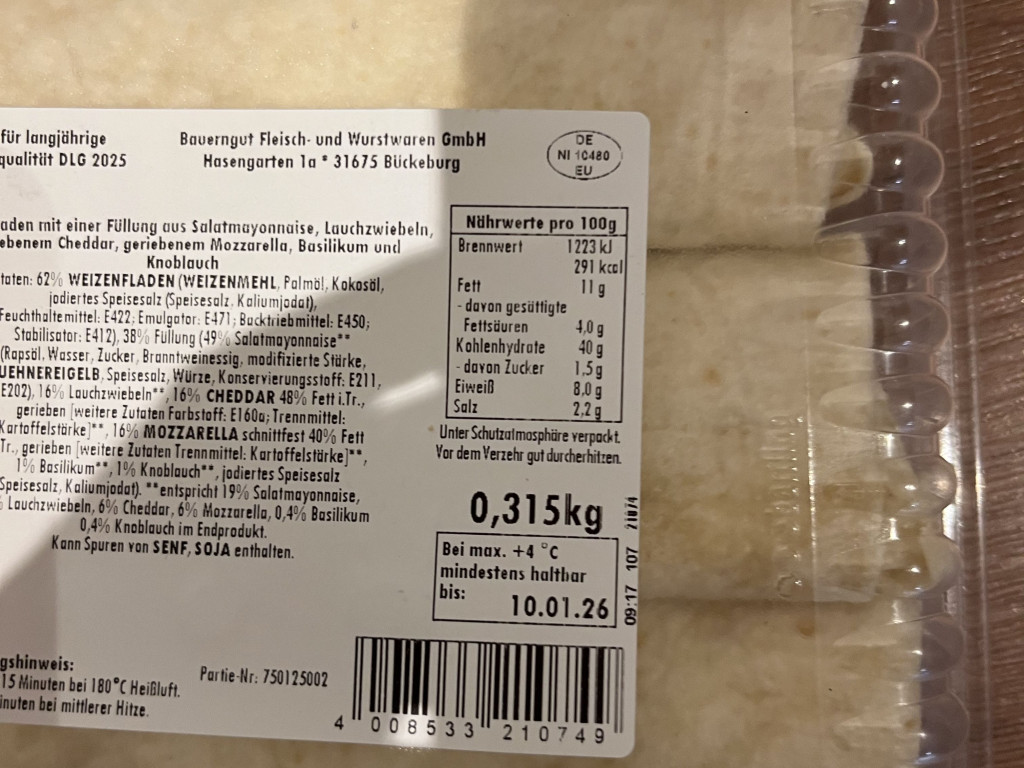 für langjährige
qualität DLG 2025
Bauerngut Fleisch- und Wurstwaren GmbH
Hasengarten 1a * 31675 Bückeburg
DE
NI 10480
EU
aden mit einer Füllung aus Salatmayonnaise, Lauchzwiebeln,
ebenem Cheddar, geriebenem Mozzarella, Basilikum und
Knoblauch
taten: 62% WEIZENFLADEN (WEIZENMEHL, Palmöl, Kokosöl,
jodiertes Speisesalz (Speisesalz, Kaliumjodat),
Feuchthaltemittel: E422; Emulgator: E471; Backtriebmittel: E450;
Stabilisator: E412), 38% Füllung (49% Salatmayonnaise**
(Rapsöl, Wasser, Zucker, Branntweinessig, modifizierte Stärke,
UEHNEREIGELB, Speisesalz, Würze, Konservierungsstoff: E211,
E202), 16% Lauchzwiebeln**, 16% CHEDDAR 48% Fett i.Tr.,
gerieben [weitere Zutaten Farbstoff: E160a; Trennmittel:
Kartoffelstärke]**, 16% MOZZARELLA schnittfest 40% Fett
Tr., gerieben [weitere Zutaten Trennmittel: Kartoffelstärke]**,
1% Basilikum**, 1% Knoblauch**, jodiertes Speisesalz
Speisesalz, Kaliumjodat). **entspricht 19% Salatmayonnaise,
% Lauchzwiebeln, 6% Cheddar, 6% Mozzarella, 0,4% Basilikum
0,4% Knoblauch im Endprodukt.
Kann Spuren von SENF, SOJA enthalten.
Nährwerte pro 100g
Brennwert 1223 kJ
291 kcal
Fett 11 g
- davon gesättigte
Fettsäuren 4,0 g
Kohlenhydrate 40 g
- davon Zucker 1,5 g
Eiweiß 8,0 g
Salz 2,2 g
Unter Schutzatmosphäre verpackt.
Vor dem Verzehr gut durcherhitzen.
0,315kg
Bei max. +4 °C
mindestens haltbar
bis:
10.01.26
09:17 107 21074
gshinweis:
15 Minuten bei 180°C Heißluft.
inuten bei mittlerer Hitze.
Partie-Nr: 750125002
4 008533 210749